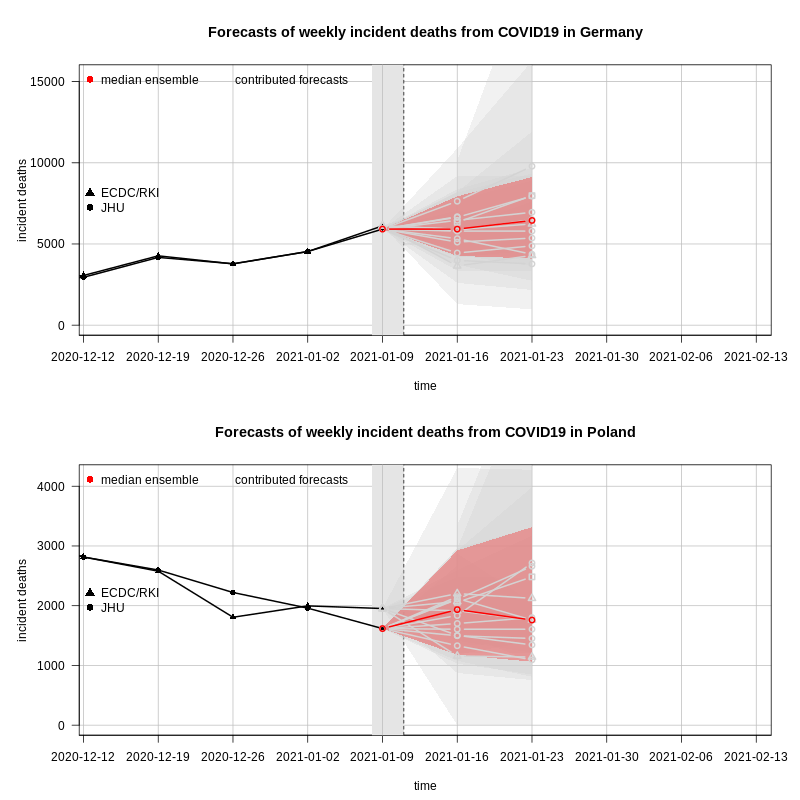 Forecasts of weekly incident deaths from COVID19 in Germany
median ensemble contributed forecasts
ECDC/RKI
JHU
incident deaths
15000
10000
5000
0
2020-12-12 2020-12-19 2020-12-26 2021-01-02 2021-01-09 2021-01-16 2021-01-23 2021-01-30 2021-02-06 2021-02-13
time
Forecasts of weekly incident deaths from COVID19 in Poland
median ensemble contributed forecasts
ECDC/RKI
JHU
incident deaths
4000
3000
2000
1000
0
2020-12-12 2020-12-19 2020-12-26 2021-01-02 2021-01-09 2021-01-16 2021-01-23 2021-01-30 2021-02-06 2021-02-13
time